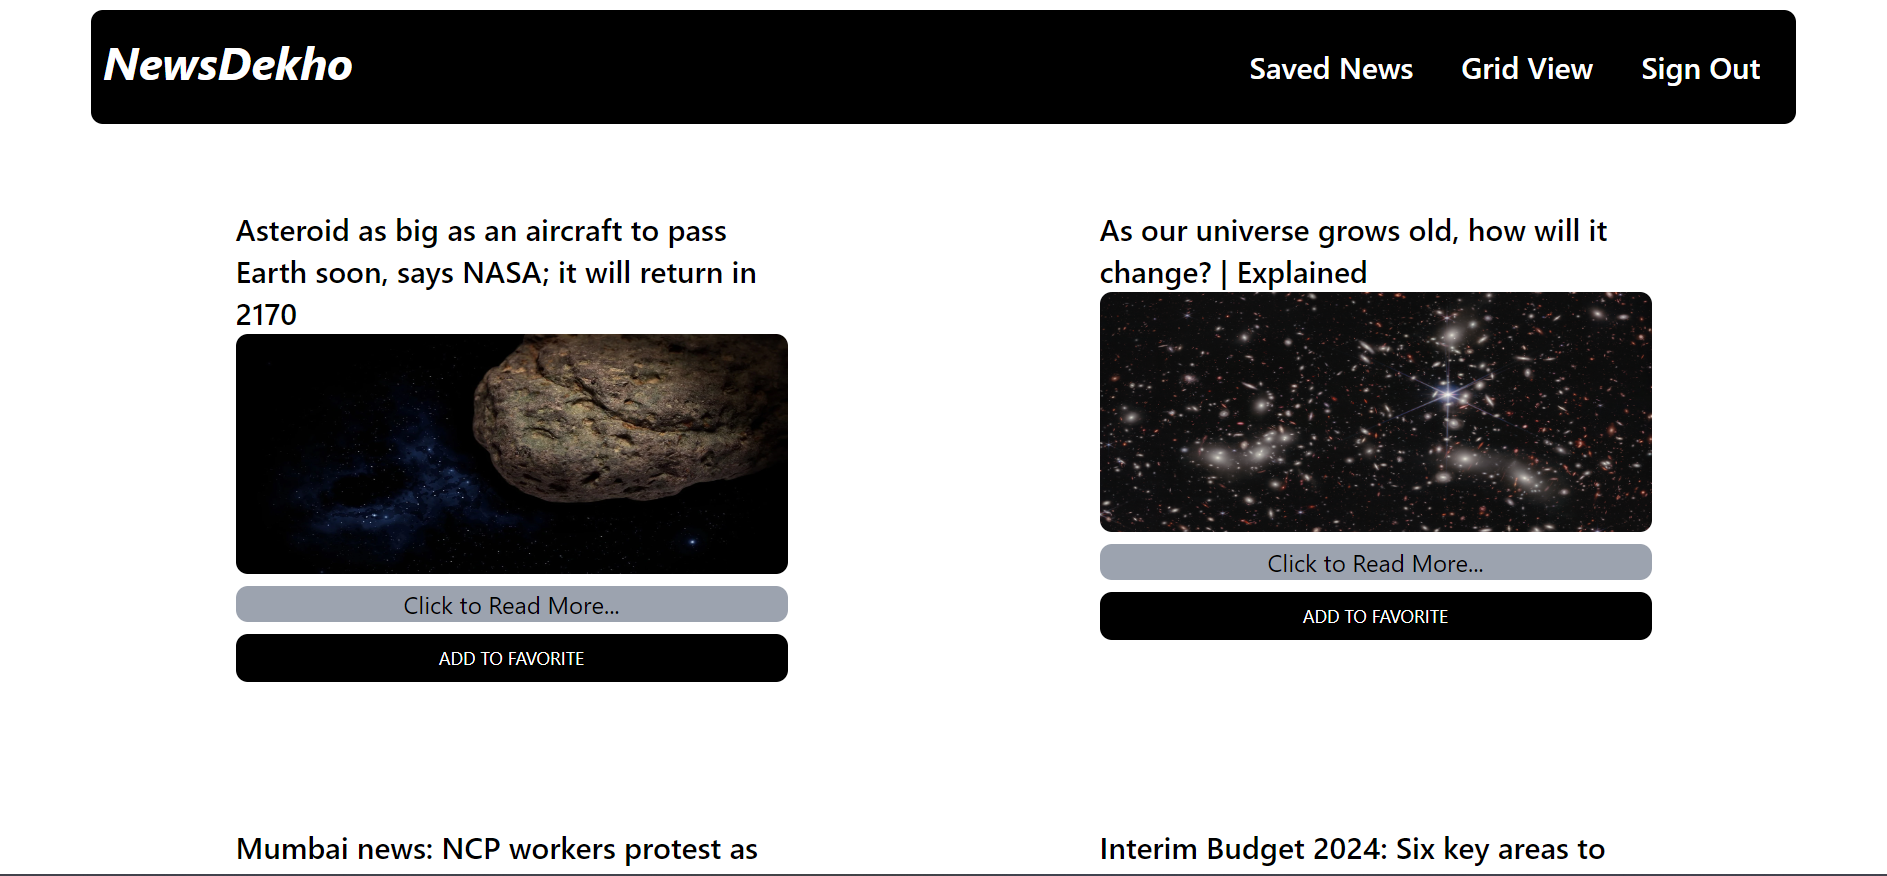 NewsDekho
Saved News
Grid View
Sign Out
Asteroid as big as an aircraft to pass
Earth soon, says NASA; it will return in
2170
Click to Read More...
ADD TO FAVORITE
As our universe grows old, how will it
change? | Explained
Click to Read More...
ADD TO FAVORITE
Mumbai news: NCP workers protest as
Interim Budget 2024: Six key areas to